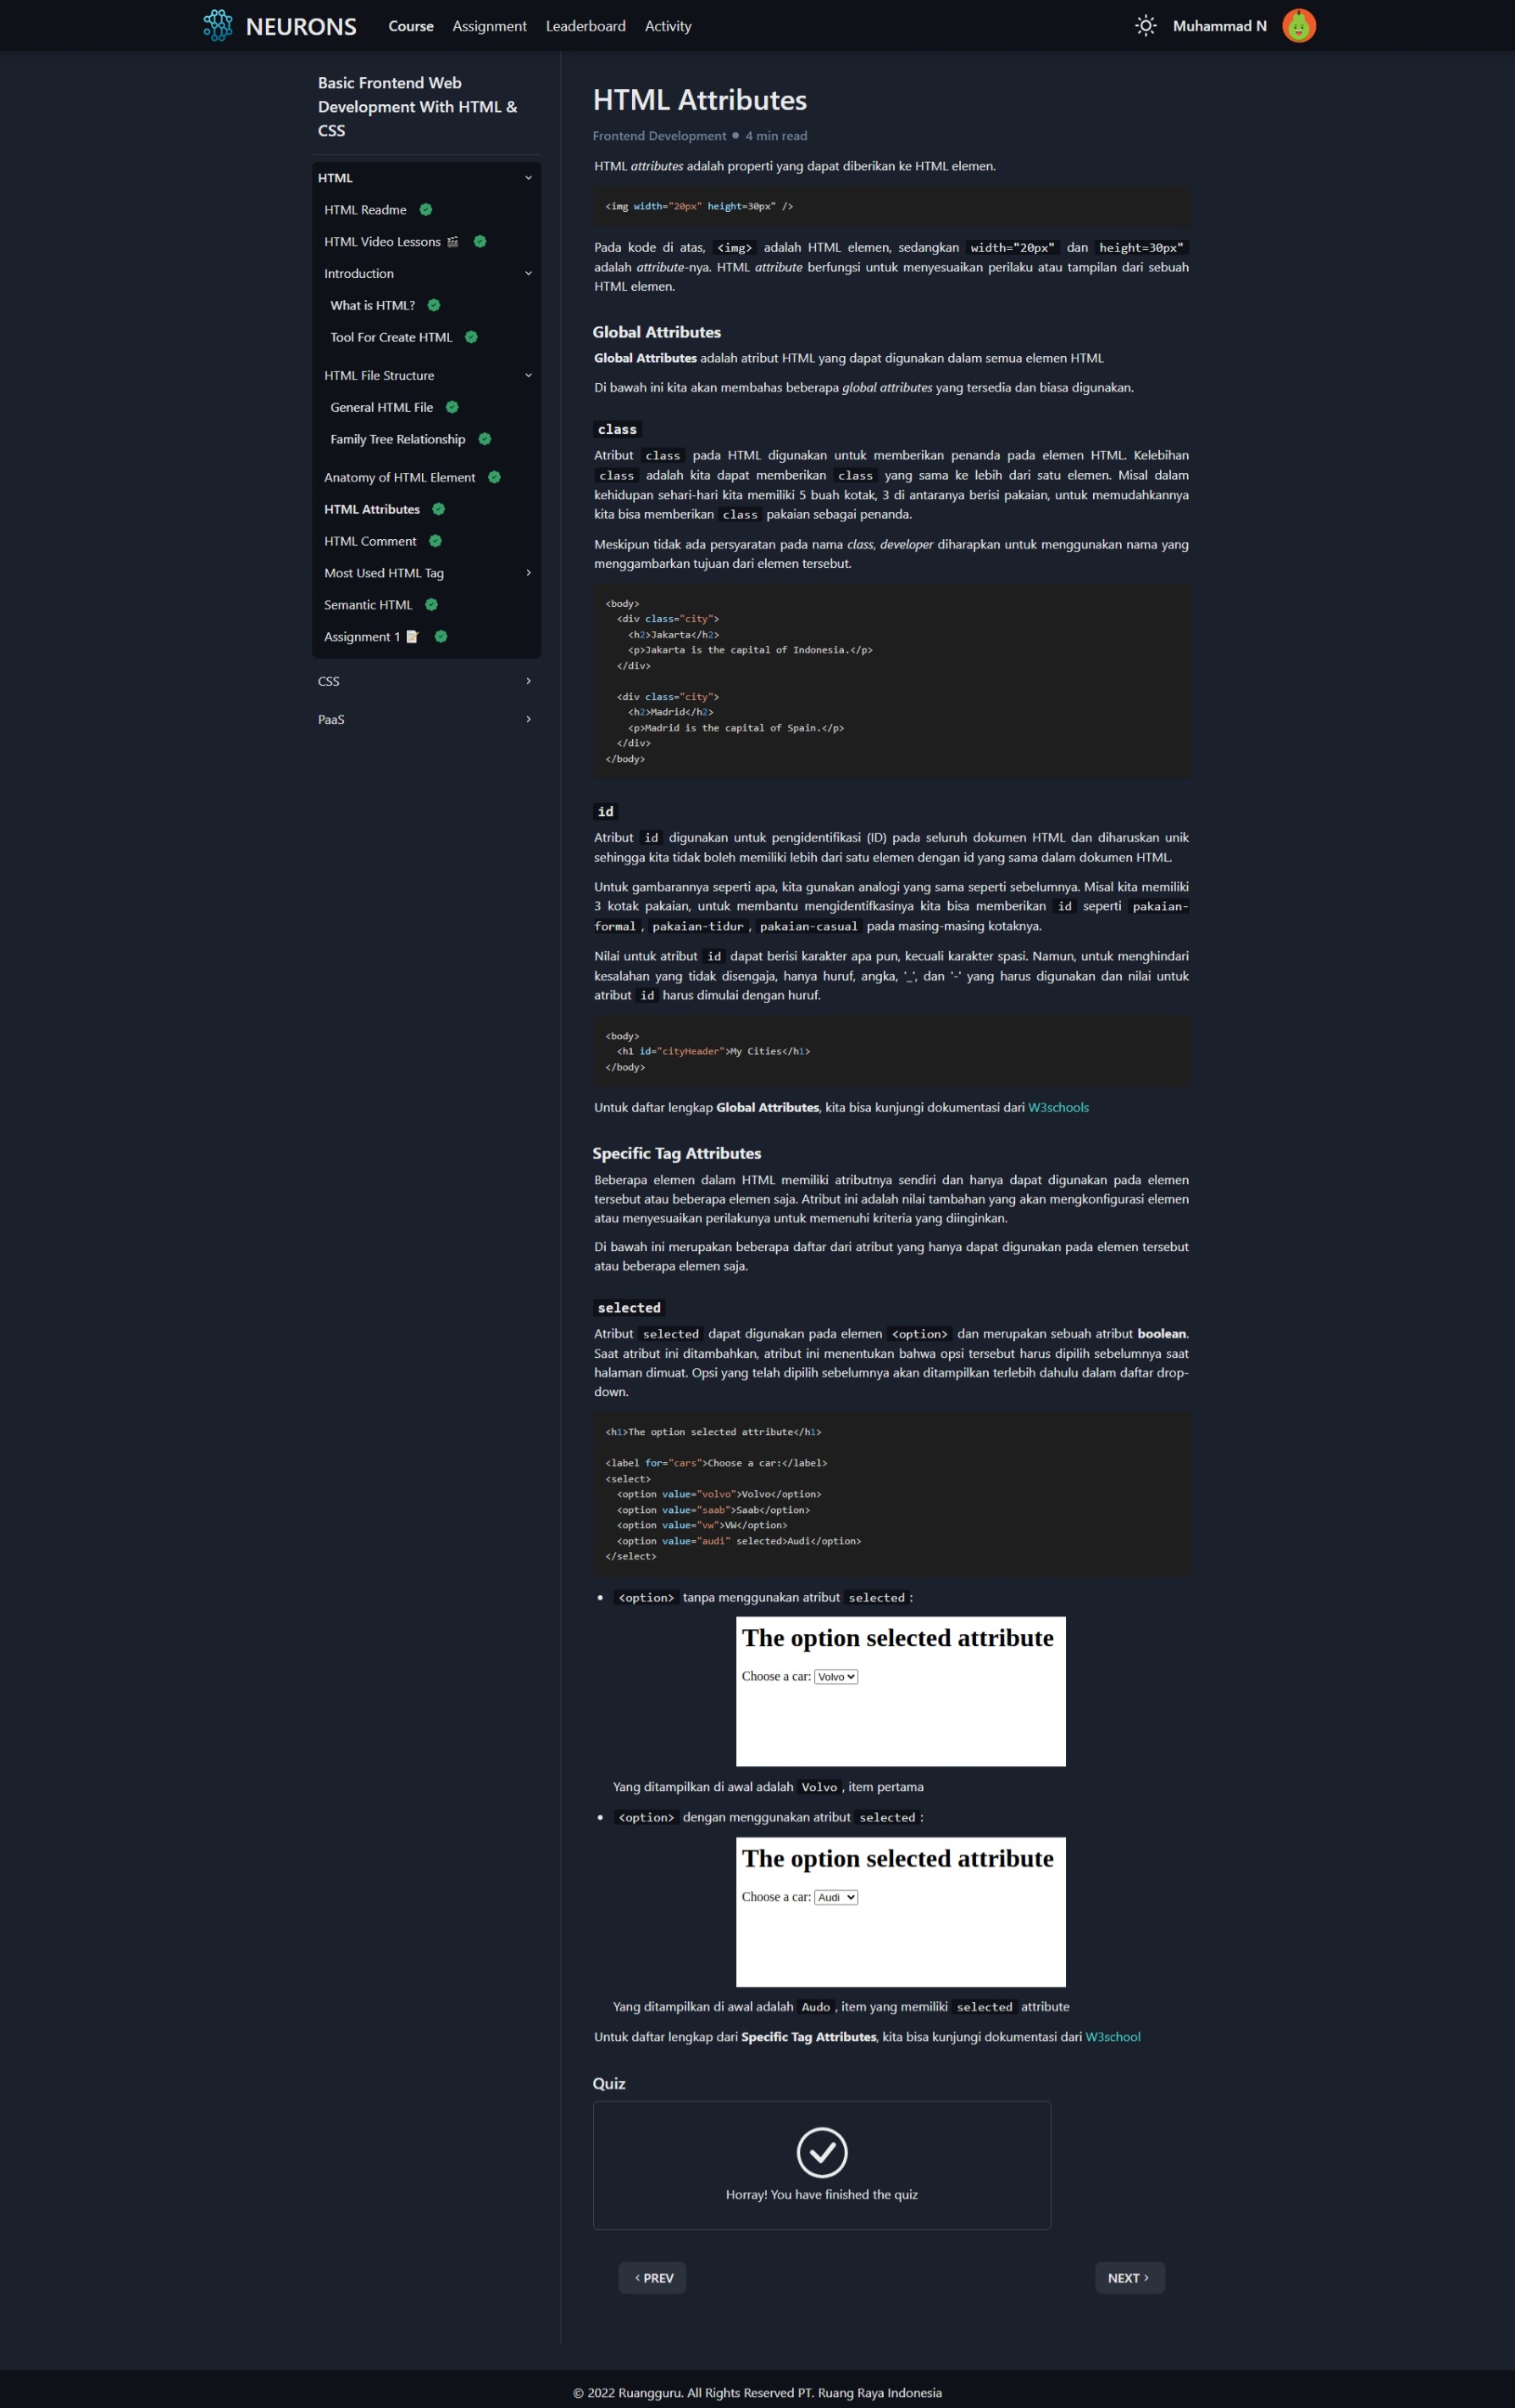 NEURONS
Course Assignment Leaderboard Activity
Muhammad N
Basic Frontend Web
Development With HTML &
CSS
HTML
HTML Readme
HTML Video Lessons 🎬
Introduction
What is HTML?
Tool For Create HTML
HTML File Structure
General HTML File
Family Tree Relationship
Anatomy of HTML Element
HTML Attributes
HTML Comment
Most Used HTML Tag
Semantic HTML
Assignment 1 📝
CSS
PaaS
HTML Attributes
Frontend Development ● 4 min read
HTML attributes adalah properti yang dapat diberikan ke HTML elemen.
<img width="20px" height=30px" />
Pada kode di atas, <img> adalah HTML elemen, sedangkan width="20px" dan height=30px"
adalah attribute-nya. HTML attribute berfungsi untuk menyesuaikan perilaku atau tampilan dari sebuah
HTML elemen.
Global Attributes
Global Attributes adalah atribut HTML yang dapat digunakan dalam semua elemen HTML
Di bawah ini kita akan membahas beberapa global attributes yang tersedia dan biasa digunakan.
class
Atribut class pada HTML digunakan untuk memberikan penanda pada elemen HTML. Kelebihan
class adalah kita dapat memberikan class yang sama ke lebih dari satu elemen. Misal dalam
kehidupan sehari-hari kita memiliki 5 buah kotak, 3 di antaranya berisi pakaian, untuk memudahkannya
kita bisa memberikan class pakaian sebagai penanda.
Meskipun tidak ada persyaratan pada nama class, developer diharapkan untuk menggunakan nama yang
menggambarkan tujuan dari elemen tersebut.
<body>
<div class="city">
<h2>Jakarta</h2>
<p>Jakarta is the capital of Indonesia.</p>
</div>
<div class="city">
<h2>Madrid</h2>
<p>Madrid is the capital of Spain.</p>
</div>
</body>
id
Atribut id digunakan untuk pengidentifikasi (ID) pada seluruh dokumen HTML dan diharuskan unik
sehingga kita tidak boleh memiliki lebih dari satu elemen dengan id yang sama dalam dokumen HTML.
Untuk gambarannya seperti apa, kita gunakan analogi yang sama seperti sebelumnya. Misal kita memiliki
3 kotak pakaian, untuk membantu mengidentifkasinya kita bisa memberikan id seperti pakaian-
formal, pakaian-tidur, pakaian-casual pada masing-masing kotaknya.
Nilai untuk atribut id dapat berisi karakter apa pun, kecuali karakter spasi. Namun, untuk menghindari
kesalahan yang tidak disengaja, hanya huruf, angka, '_', dan '-' yang harus digunakan dan nilai untuk
atribut id harus dimulai dengan huruf.
<body>
<h1 id="cityHeader">My Cities</h1>
</body>
Untuk daftar lengkap Global Attributes, kita bisa kunjungi dokumentasi dari W3schools
Specific Tag Attributes
Beberapa elemen dalam HTML memiliki atributnya sendiri dan hanya dapat digunakan pada elemen
tersebut atau beberapa elemen saja. Atribut ini adalah nilai tambahan yang akan mengkonfigurasi elemen
atau menyesuaikan perilakunya untuk memenuhi kriteria yang diinginkan.
Di bawah ini merupakan beberapa daftar dari atribut yang hanya dapat digunakan pada elemen tersebut
atau beberapa elemen saja.
selected
Atribut selected dapat digunakan pada elemen <option> dan merupakan sebuah atribut boolean.
Saat atribut ini ditambahkan, atribut ini menentukan bahwa opsi tersebut harus dipilih sebelumnya saat
halaman dimuat. Opsi yang telah dipilih sebelumnya akan ditampilkan terlebih dahulu dalam daftar drop-
down.
<h1>The option selected attribute</h1>
<label for="cars">Choose a car:</label>
<select>
<option value="volvo">Volvo</option>
<option value="saab">Saab</option>
<option value="vw">VW</option>
<option value="audi" selected>Audi</option>
</select>
• <option> tanpa menggunakan atribut selected:
The option selected attribute
Choose a car: Volvo
Yang ditampilkan di awal adalah Volvo, item pertama
• <option> dengan menggunakan atribut selected:
The option selected attribute
Choose a car: Audi
Yang ditampilkan di awal adalah Audo, item yang memiliki selected attribute
Untuk daftar lengkap dari Specific Tag Attributes, kita bisa kunjungi dokumentasi dari W3school
Quiz
Horray! You have finished the quiz
‹ PREV
NEXT ›
© 2022 Ruangguru. All Rights Reserved PT. Ruang Raya Indonesia